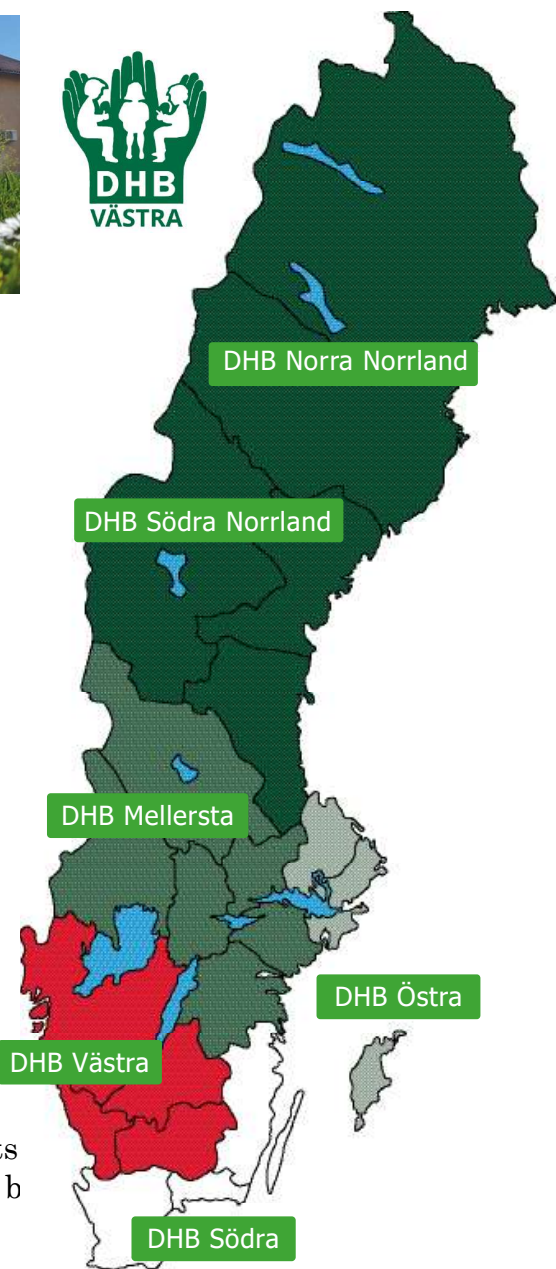 DHB
VÄSTRA
DHB Norra Norrland
DHB Södra Norrland
DHB Mellersta
DHB Östra
DHB Västra
DHB Södra